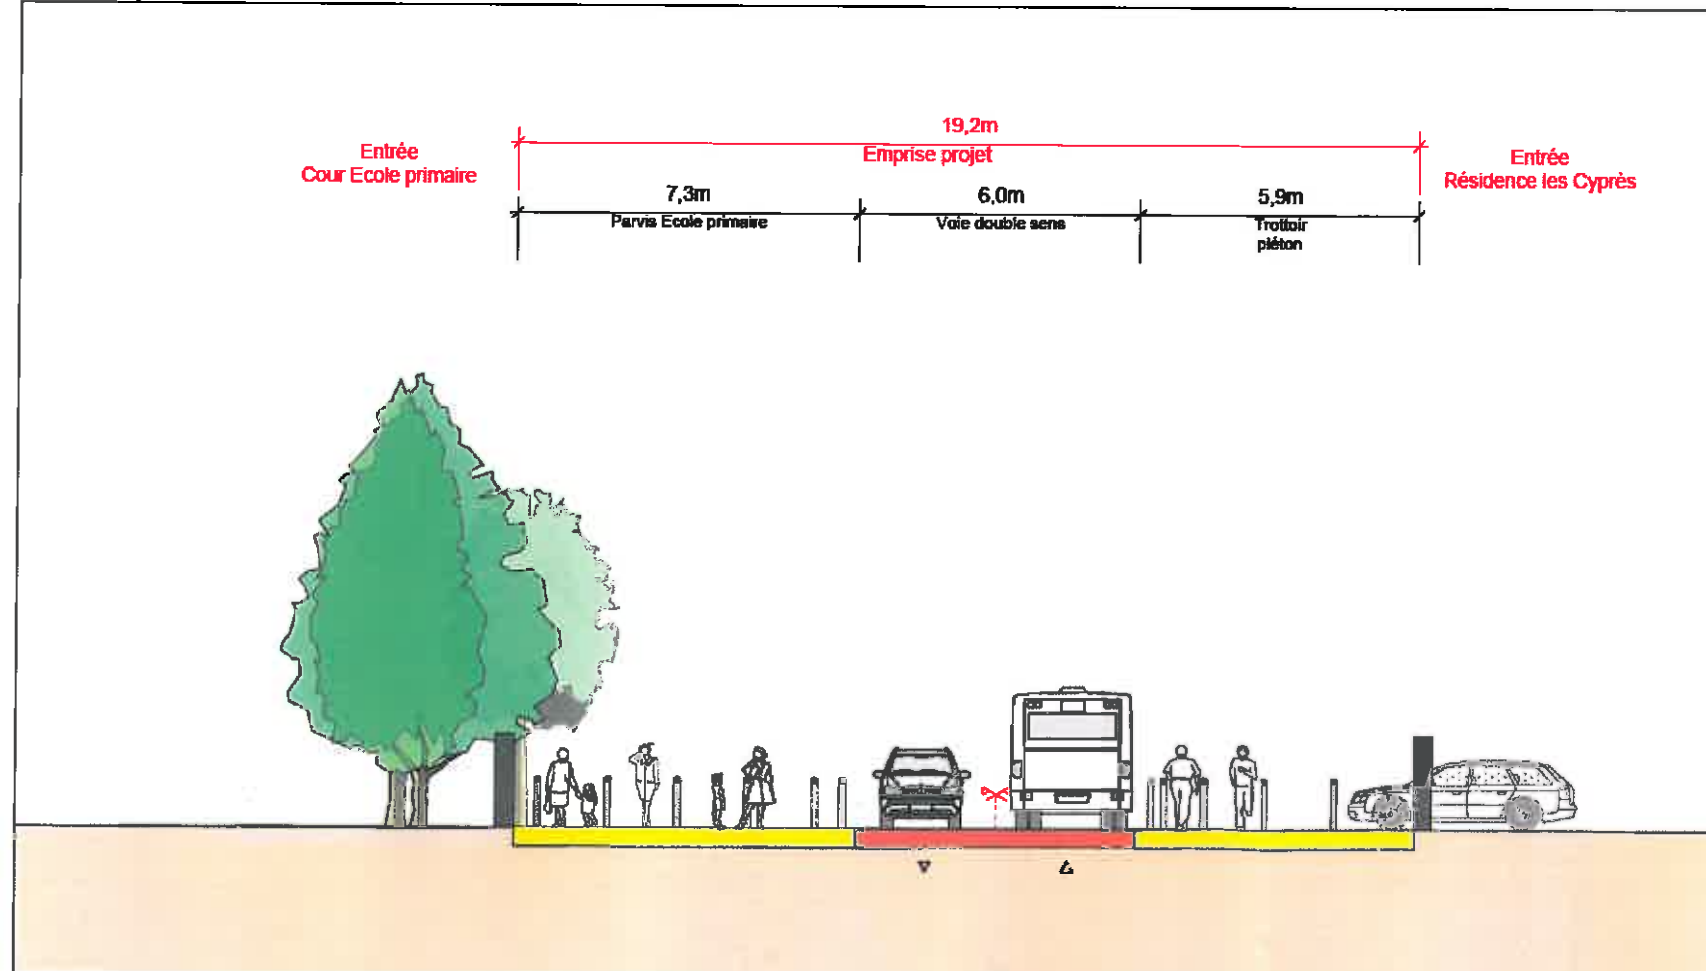 19,2m
Emprise projet
Entrée
Cour Ecole primaire
Entrée
Résidence les Cyprès
7,3m
Parvis Ecole primaire
6,0m
Voie double sens
5,9m
Trottoir
piéton